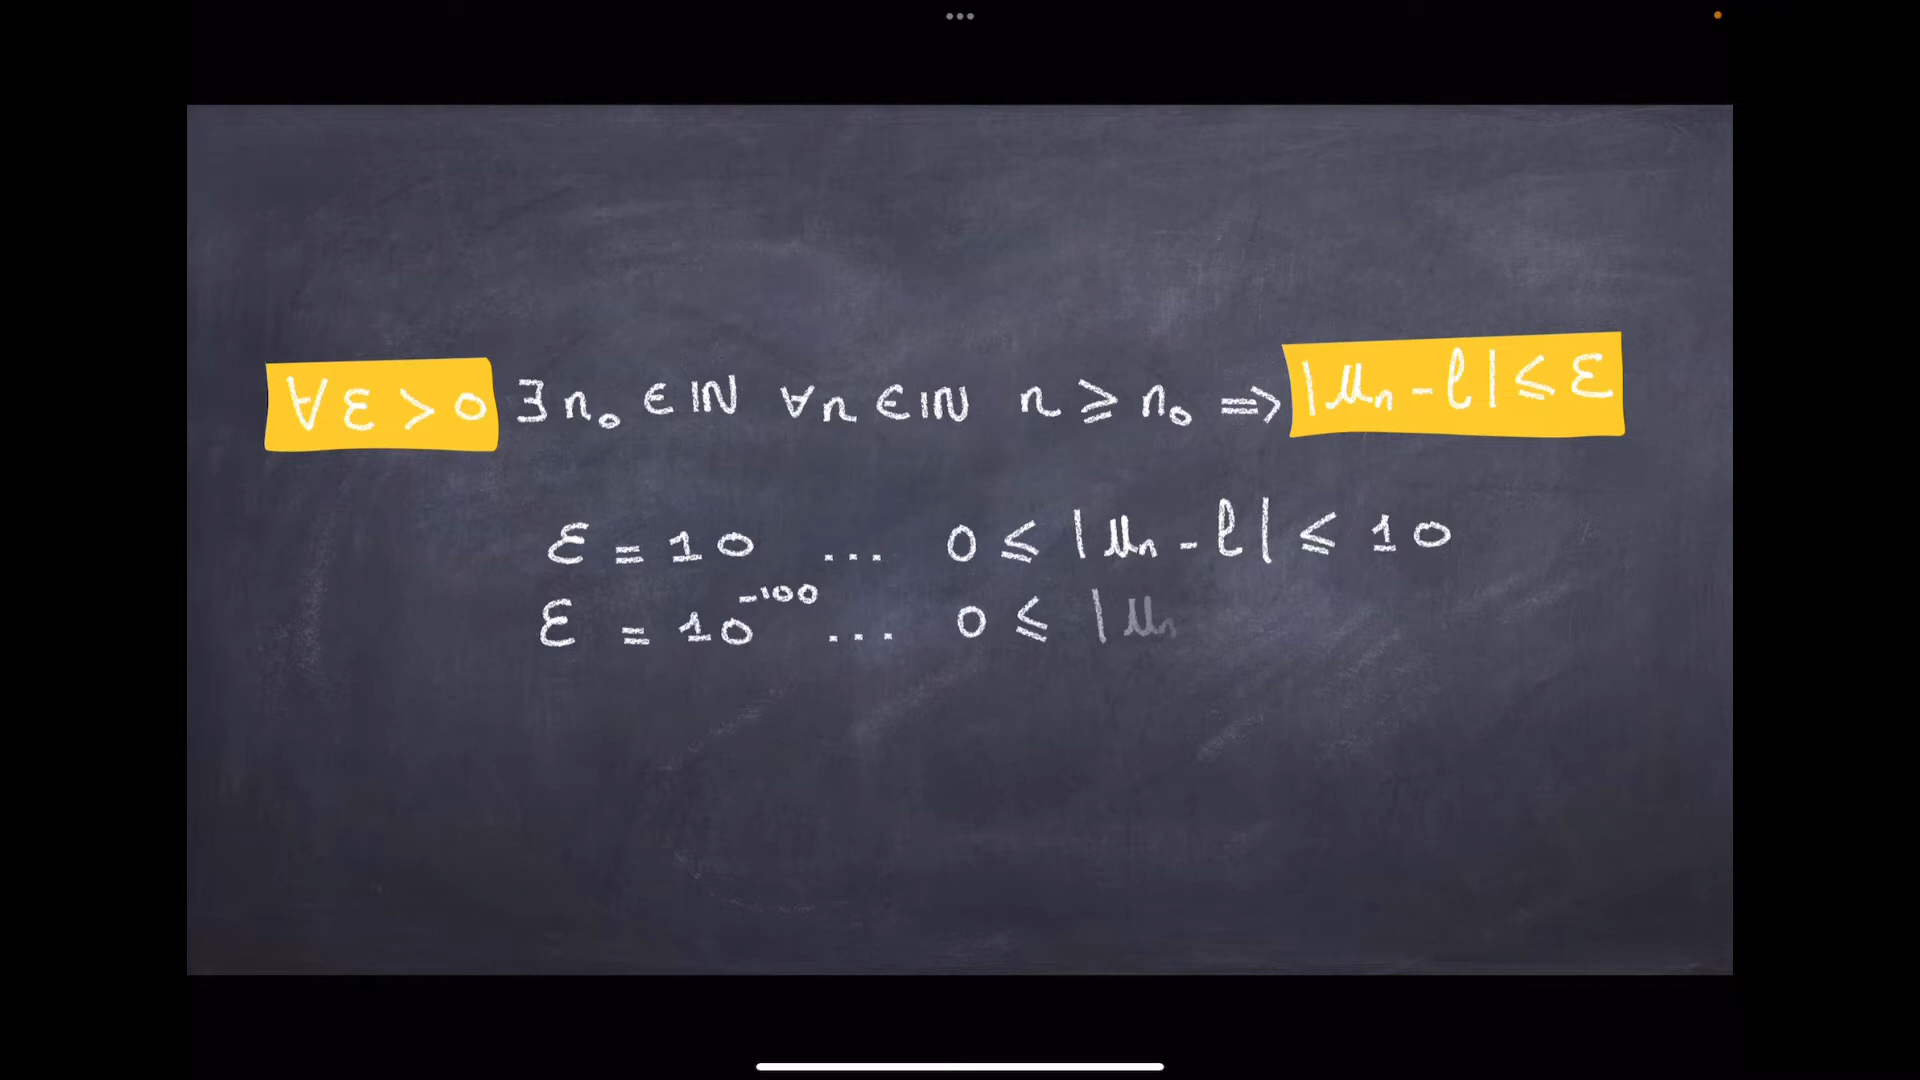 ∀ε > 0 ∃ n₀ ∈ ℕ ∀n ∈ ℕ n ⩾ n₀ ⇒ |uₙ - ℓ| ⩽ ε
ε = 10 ... 0 ⩽ |uₙ - ℓ| ⩽ 10
ε = 10⁻¹⁰⁰ ... 0 ⩽ |uₙ